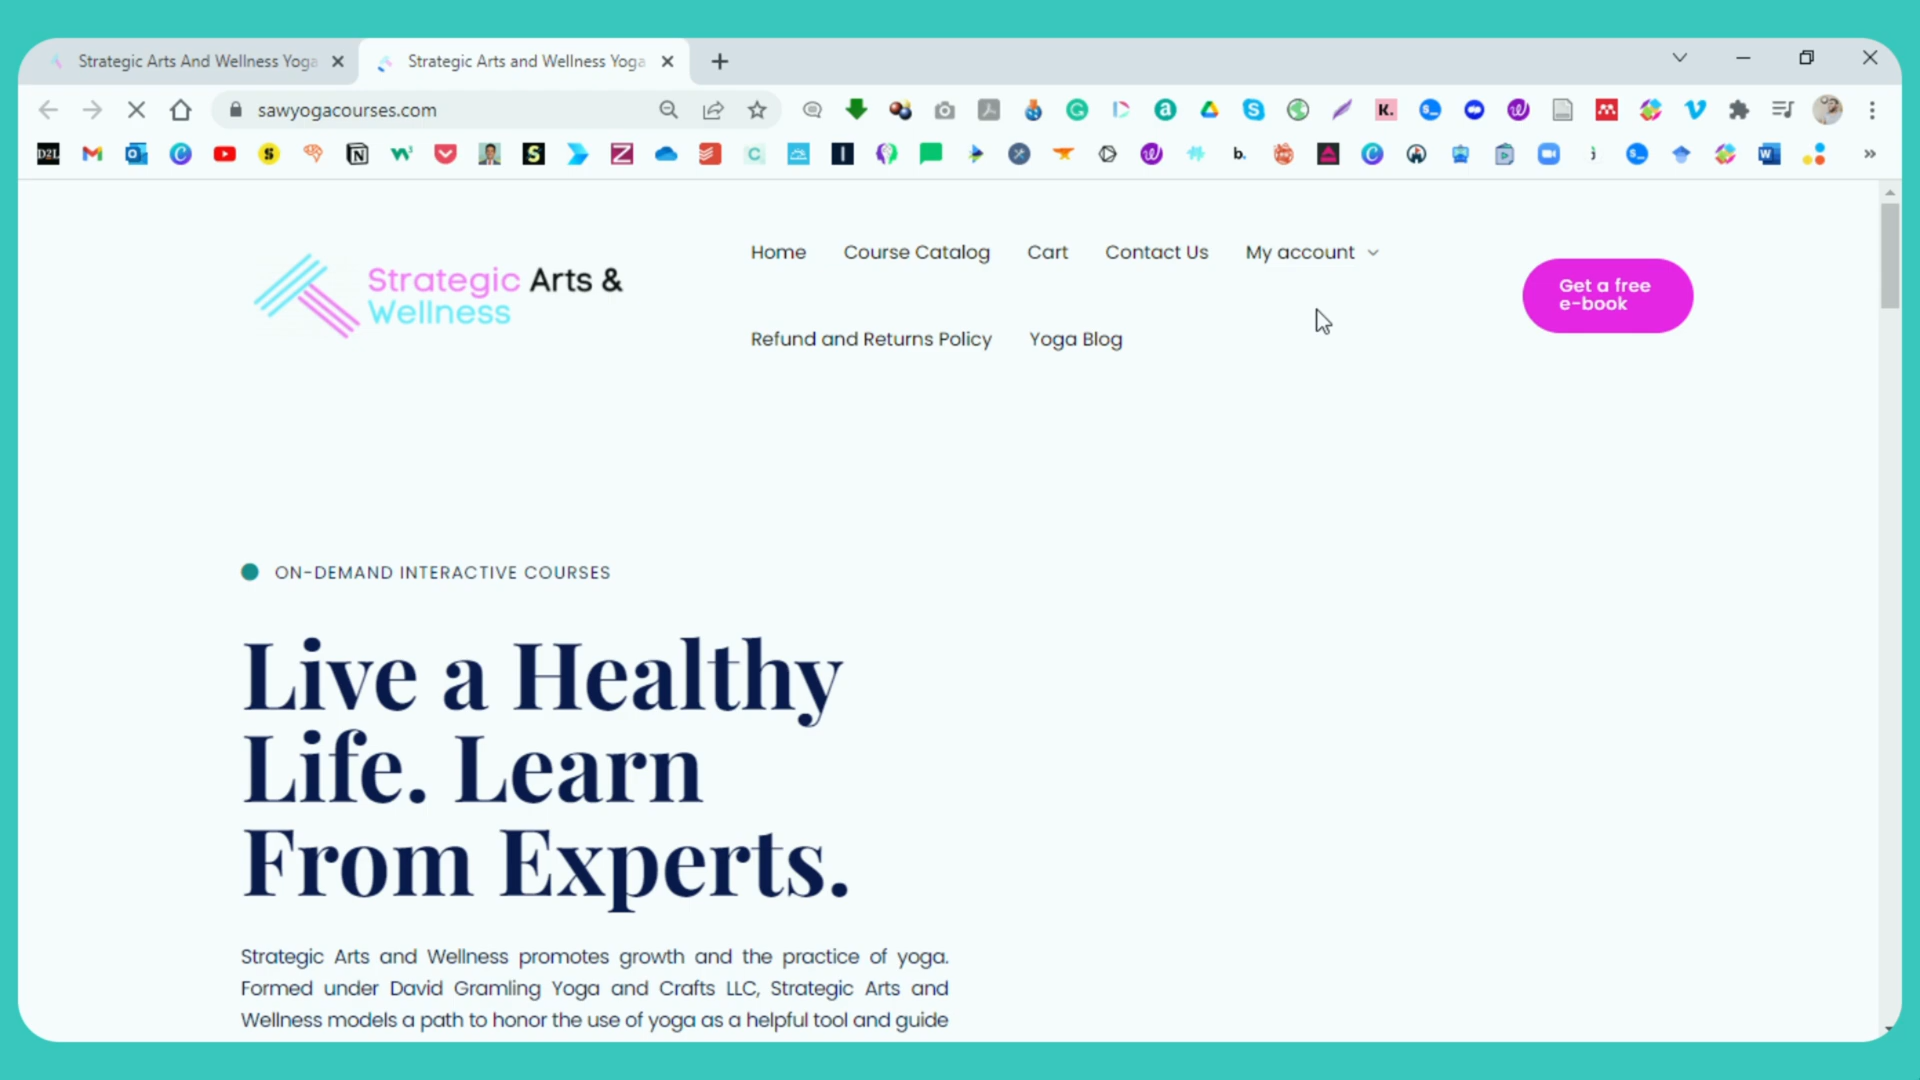 Strategic Arts And Wellness Yoga
Strategic Arts and Wellness Yoga
sawyogacourses.com
Home
Course Catalog
Cart
Contact Us
My account
Strategic Arts &
Wellness
Get a free
e-book
Refund and Returns Policy
Yoga Blog
ON-DEMAND INTERACTIVE COURSES
Live a Healthy
Life. Learn
From Experts.
Strategic Arts and Wellness promotes growth and the practice of yoga.
Formed under David Gramling Yoga and Crafts LLC, Strategic Arts and
Wellness models a path to honor the use of yoga as a helpful tool and guide